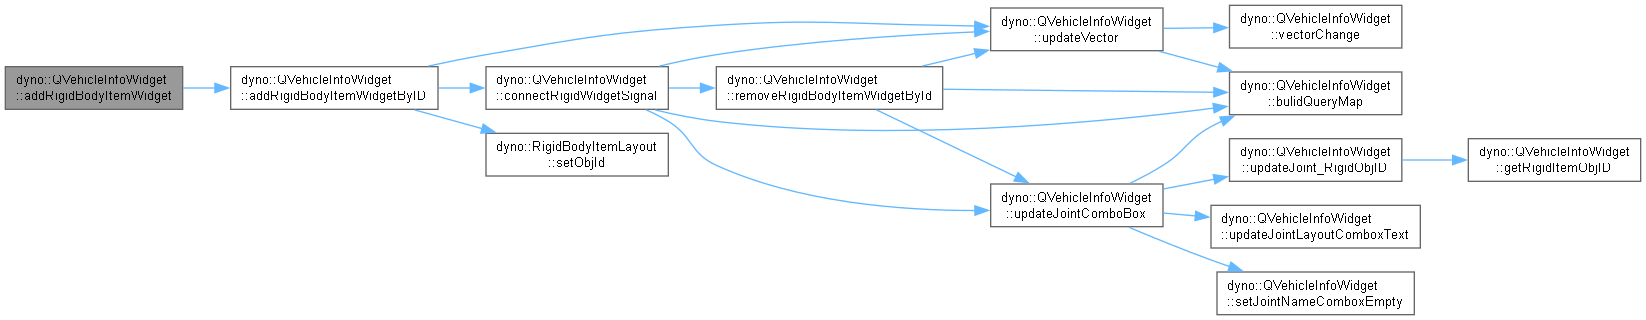 dyno::QVehicleInfoWidget
::addRigidBodyItemWidget
dyno::QVehicleInfoWidget
::addRigidBodyItemWidgetByID
dyno::QVehicleInfoWidget
::connectRigidWidgetSignal
dyno::RigidBodyItemLayout
::setObjId
dyno::QVehicleInfoWidget
::removeRigidBodyItemWidgetById
dyno::QVehicleInfoWidget
::updateVector
dyno::QVehicleInfoWidget
::updateJointComboBox
dyno::QVehicleInfoWidget
::vectorChange
dyno::QVehicleInfoWidget
::bulidQueryMap
dyno::QVehicleInfoWidget
::updateJoint_RigidObjID
dyno::QVehicleInfoWidget
::updateJointLayoutComboxText
dyno::QVehicleInfoWidget
::setJointNameComboxEmpty
dyno::QVehicleInfoWidget
::getRigidItemObjID